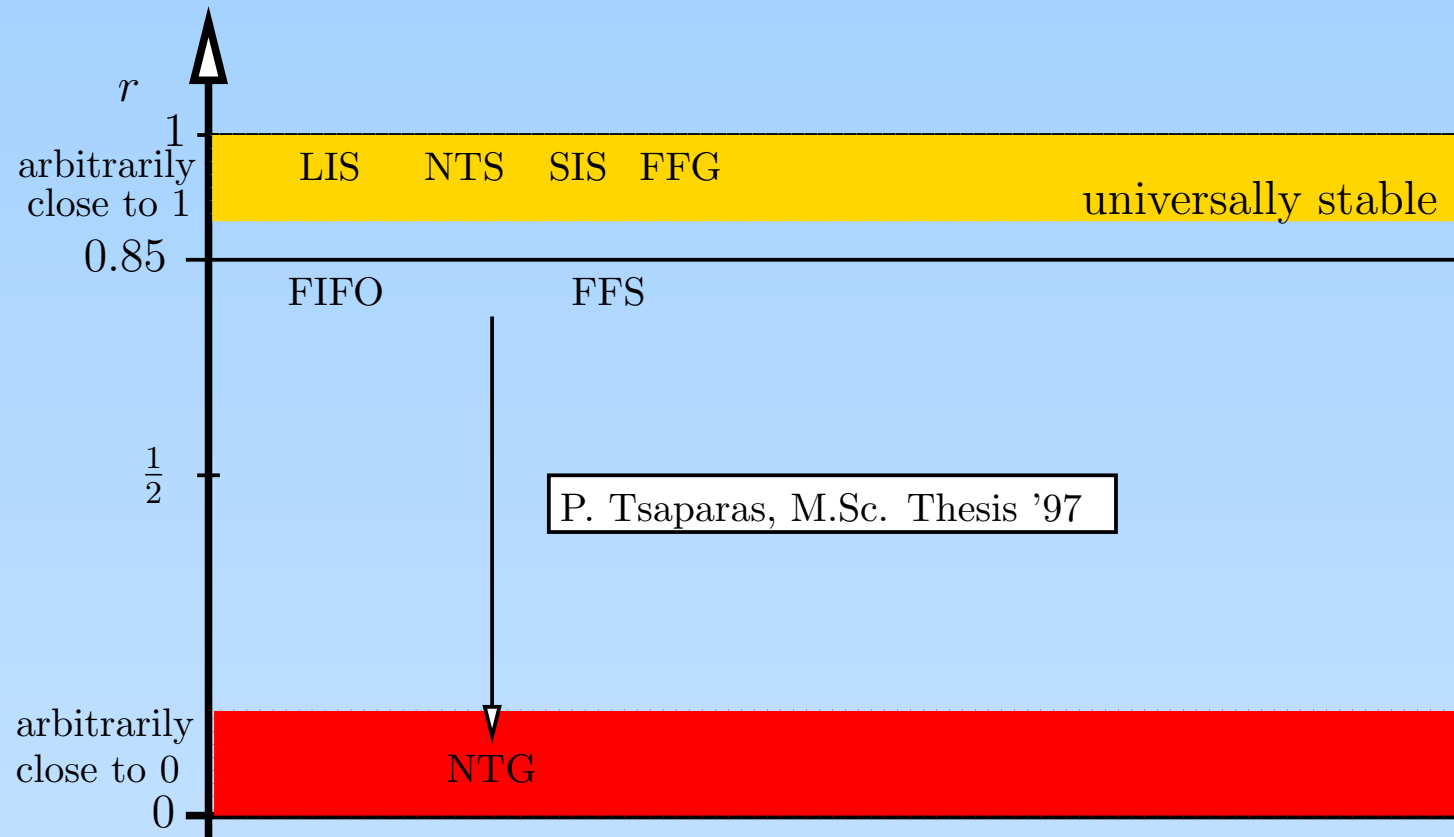 r
1
arbitrarily
close to 1
LIS NTS SIS FFG
universally stable
0.85
FIFO FFS
1/2
P. Tsaparas, M.Sc. Thesis ’97
arbitrarily
close to 0
NTG
0